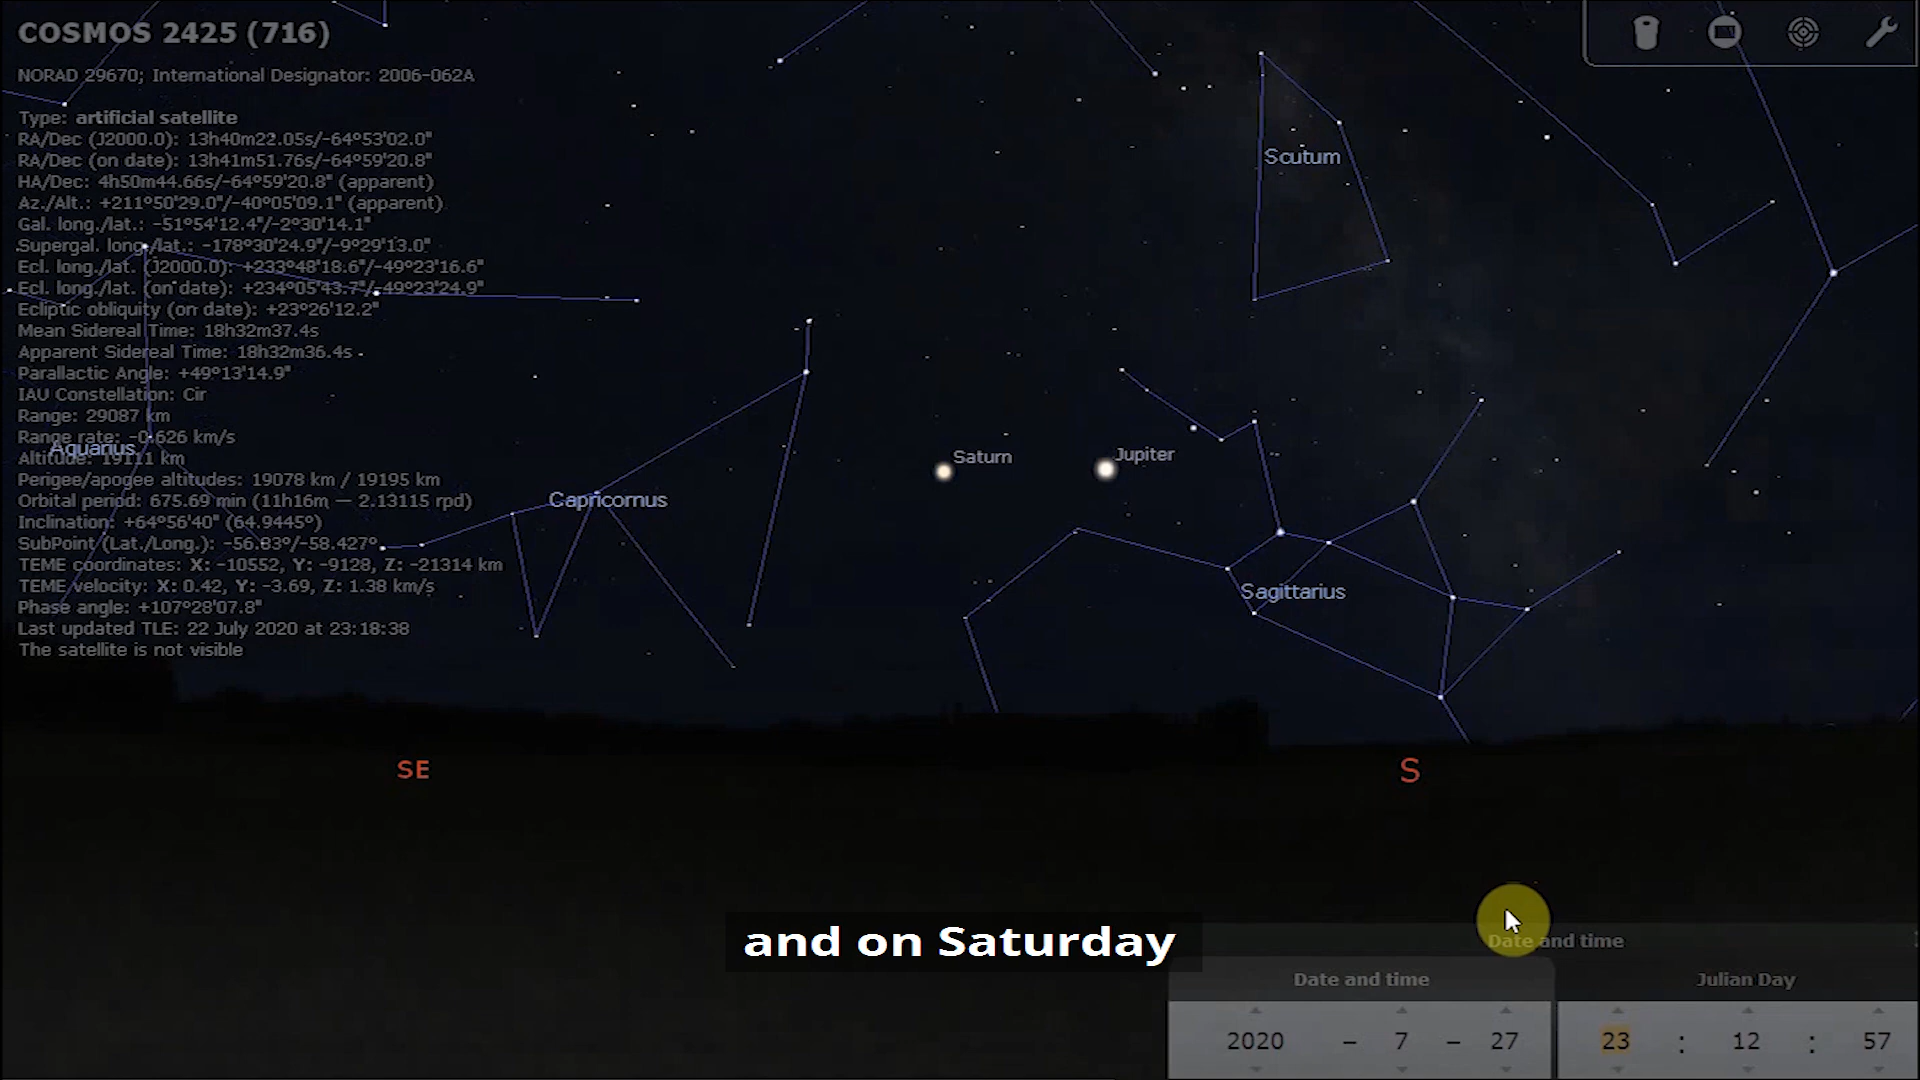 COSMOS 2425 (716)
NORAD 29670; International Designator: 2006-062A
Type: artificial satellite
RA/Dec (J2000.0): 13h40m22.05s/-64°53'02.0"
RA/Dec (on date): 13h41m51.76s/-64°59'20.8"
HA/Dec: 4h50m44.66s/-64°59'20.8" (apparent)
Az./Alt.: +211°50'29.0"/-40°05'09.1" (apparent)
Gal. long./lat.: -51°54'12.4"/-2°30'14.1"
Supergal. long./lat.: -178°30'24.9"/-9°29'13.0"
Ecl. long./lat. (J2000.0): +233°48'18.6"/-49°23'16.6"
Ecl. long./lat. (on date): +234°05'43.7"/-49°23'24.9"
Ecliptic obliquity (on date): +23°26'12.2"
Mean Sidereal Time: 18h32m37.4s
Apparent Sidereal Time: 18h32m36.4s
Parallactic Angle: +49°13'14.9"
IAU Constellation: Cir
Range: 29087 km
Range rate: -0.626 km/s
Aquarius
Altitude: 19111 km
Perigee/apogee altitudes: 19078 km / 19195 km
Orbital period: 675.69 min (11h16m — 2.13115 rpd)
Inclination: +64°56'40" (64.9445°)
SubPoint (Lat./Long.): -56.83°/-58.427°
TEME coordinates: X: -10552, Y: -9128, Z: -21314 km
TEME velocity: X: 0.42, Y: -3.69, Z: 1.38 km/s
Phase angle: +107°28'07.8"
Last updated TLE: 22 July 2020 at 23:18:38
The satellite is not visible
Scutum
Saturn
Jupiter
Capricornus
Sagittarius
SE
S
and on Saturday
Date and time
Date and time
Julian Day
2020 - 7 - 27
23 : 12 : 57